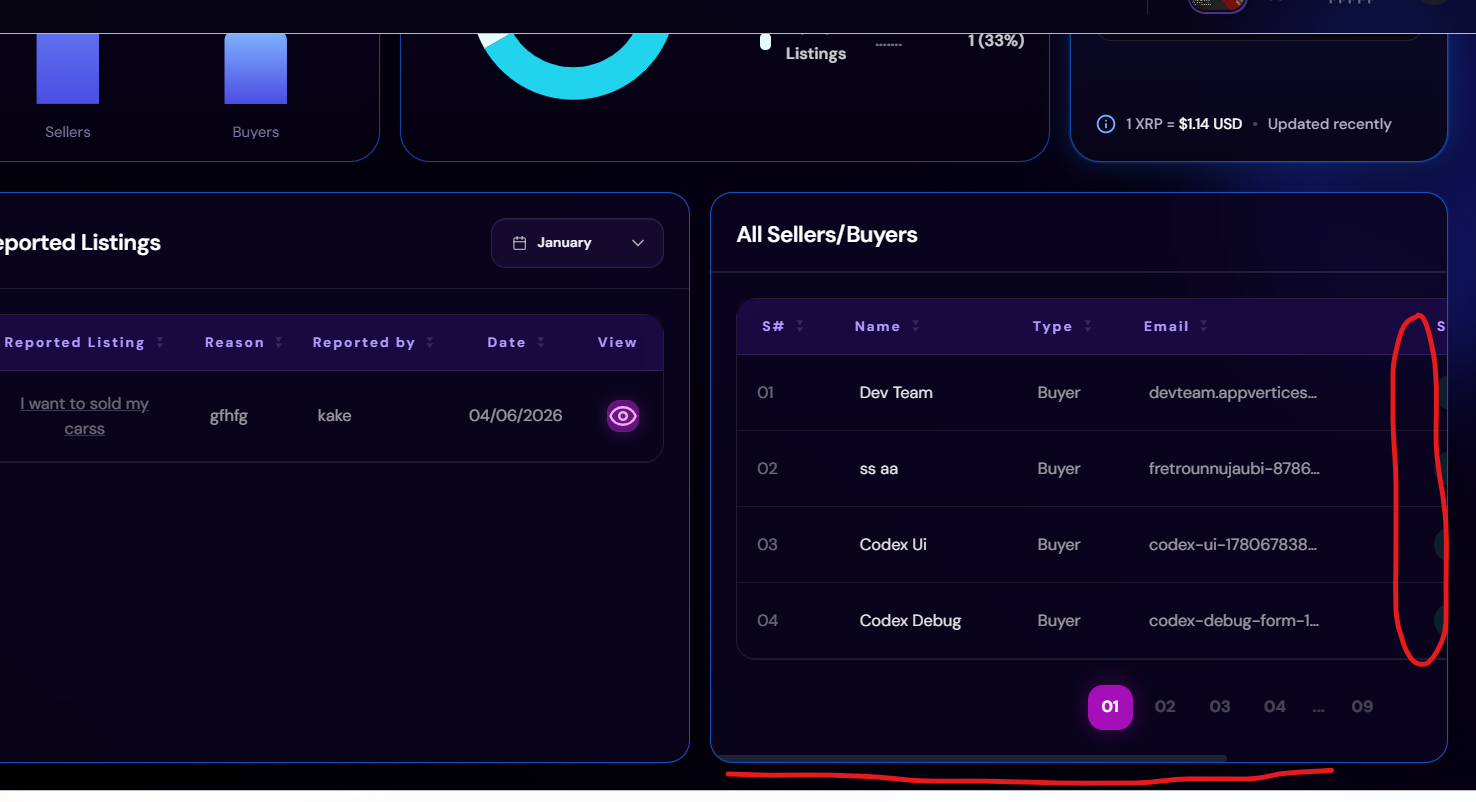 Listings
1 (33%)
Sellers
Buyers
1 XRP = $1.14 USD • Updated recently
eported Listings
January
All Sellers/Buyers
Reported Listing Reason Reported by Date View
I want to sold my
carss
gfhfg kake 04/06/2026
S# Name Type Email S
01 Dev Team Buyer devteam.appvertices...
02 ss aa Buyer fretrounnujaubi-8786...
03 Codex Ui Buyer codex-ui-178067838...
04 Codex Debug Buyer codex-debug-form-1...
01 02 03 04 ... 09